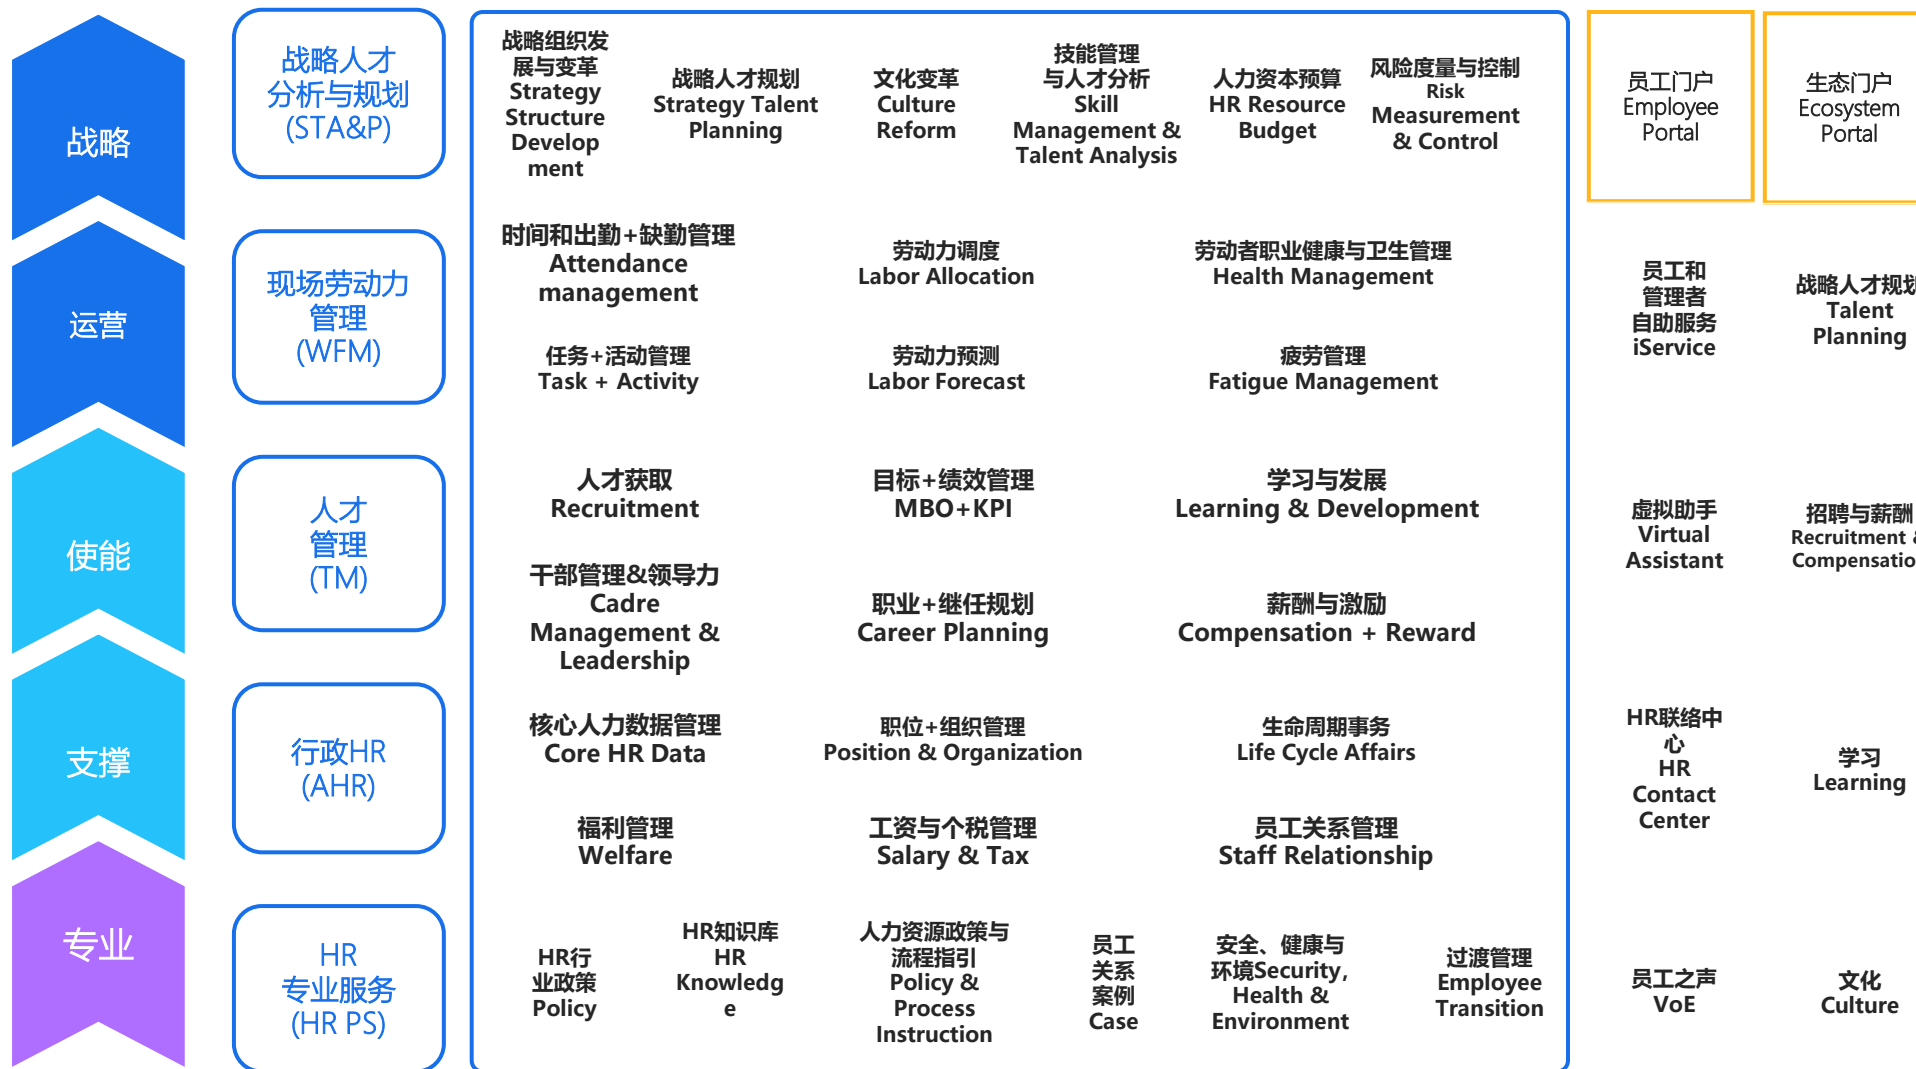 战略
战略人才
分析与规划
(STA&P)
战略组织发
展与变革
Strategy
Structure
Develop
ment
战略人才规划
Strategy Talent
Planning
文化变革
Culture
Reform
技能管理
与人才分析
Skill
Management &
Talent Analysis
人力资本预算
HR Resource
Budget
风险度量与控制
Risk
Measurement
& Control
员工门户
Employee
Portal
生态门户
Ecosystem
Portal
运营
现场劳动力
管理
(WFM)
时间和出勤+缺勤管理
Attendance
management
劳动力调度
Labor Allocation
劳动者职业健康与卫生管理
Health Management
任务+活动管理
Task + Activity
劳动力预测
Labor Forecast
疲劳管理
Fatigue Management
员工和
管理者
自助服务
iService
战略人才规划
Talent
Planning
使能
人才
管理
(TM)
人才获取
Recruitment
目标+绩效管理
MBO+KPI
学习与发展
Learning & Development
干部管理&领导力
Cadre
Management &
Leadership
职业+继任规划
Career Planning
薪酬与激励
Compensation + Reward
虚拟助手
Virtual
Assistant
招聘与薪酬
Recruitment &
Compensatio
支撑
行政HR
(AHR)
核心人力数据管理
Core HR Data
职位+组织管理
Position & Organization
生命周期事务
Life Cycle Affairs
福利管理
Welfare
工资与个税管理
Salary & Tax
员工关系管理
Staff Relationship
HR联络中
心
HR
Contact
Center
学习
Learning
专业
HR
专业服务
(HR PS)
HR行
业政策
Policy
HR知识库
HR
Knowledg
e
人力资源政策与
流程指引
Policy &
Process
Instruction
员工
关系
案例
Case
安全、健康与
环境Security,
Health &
Environment
过渡管理
Employee
Transition
员工之声
VoE
文化
Culture